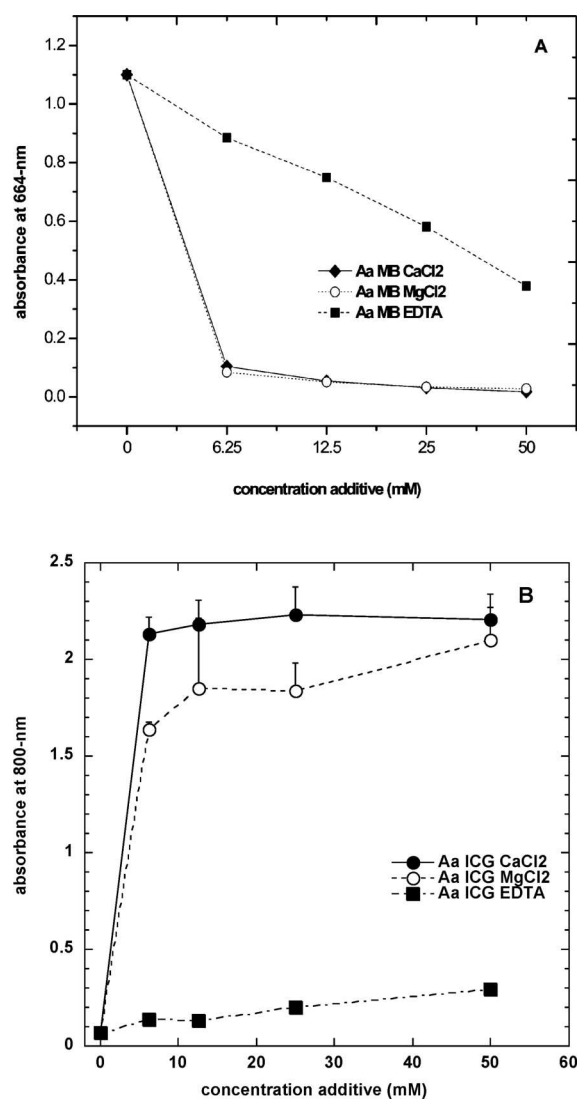 A
1.2
1.0
0.8
0.6
0.4
0.2
0.0
absorbance at 664-nm
Aa MB CaCl2
Aa MB MgCl2
Aa MB EDTA
0 6.25 12.5 25 50
concentration additive (mM)
B
2.5
2
1.5
1
0.5
0
absorbance at 800-nm
Aa ICG CaCl2
Aa ICG MgCl2
Aa ICG EDTA
0 10 20 30 40 50 60
concentration additive (mM)